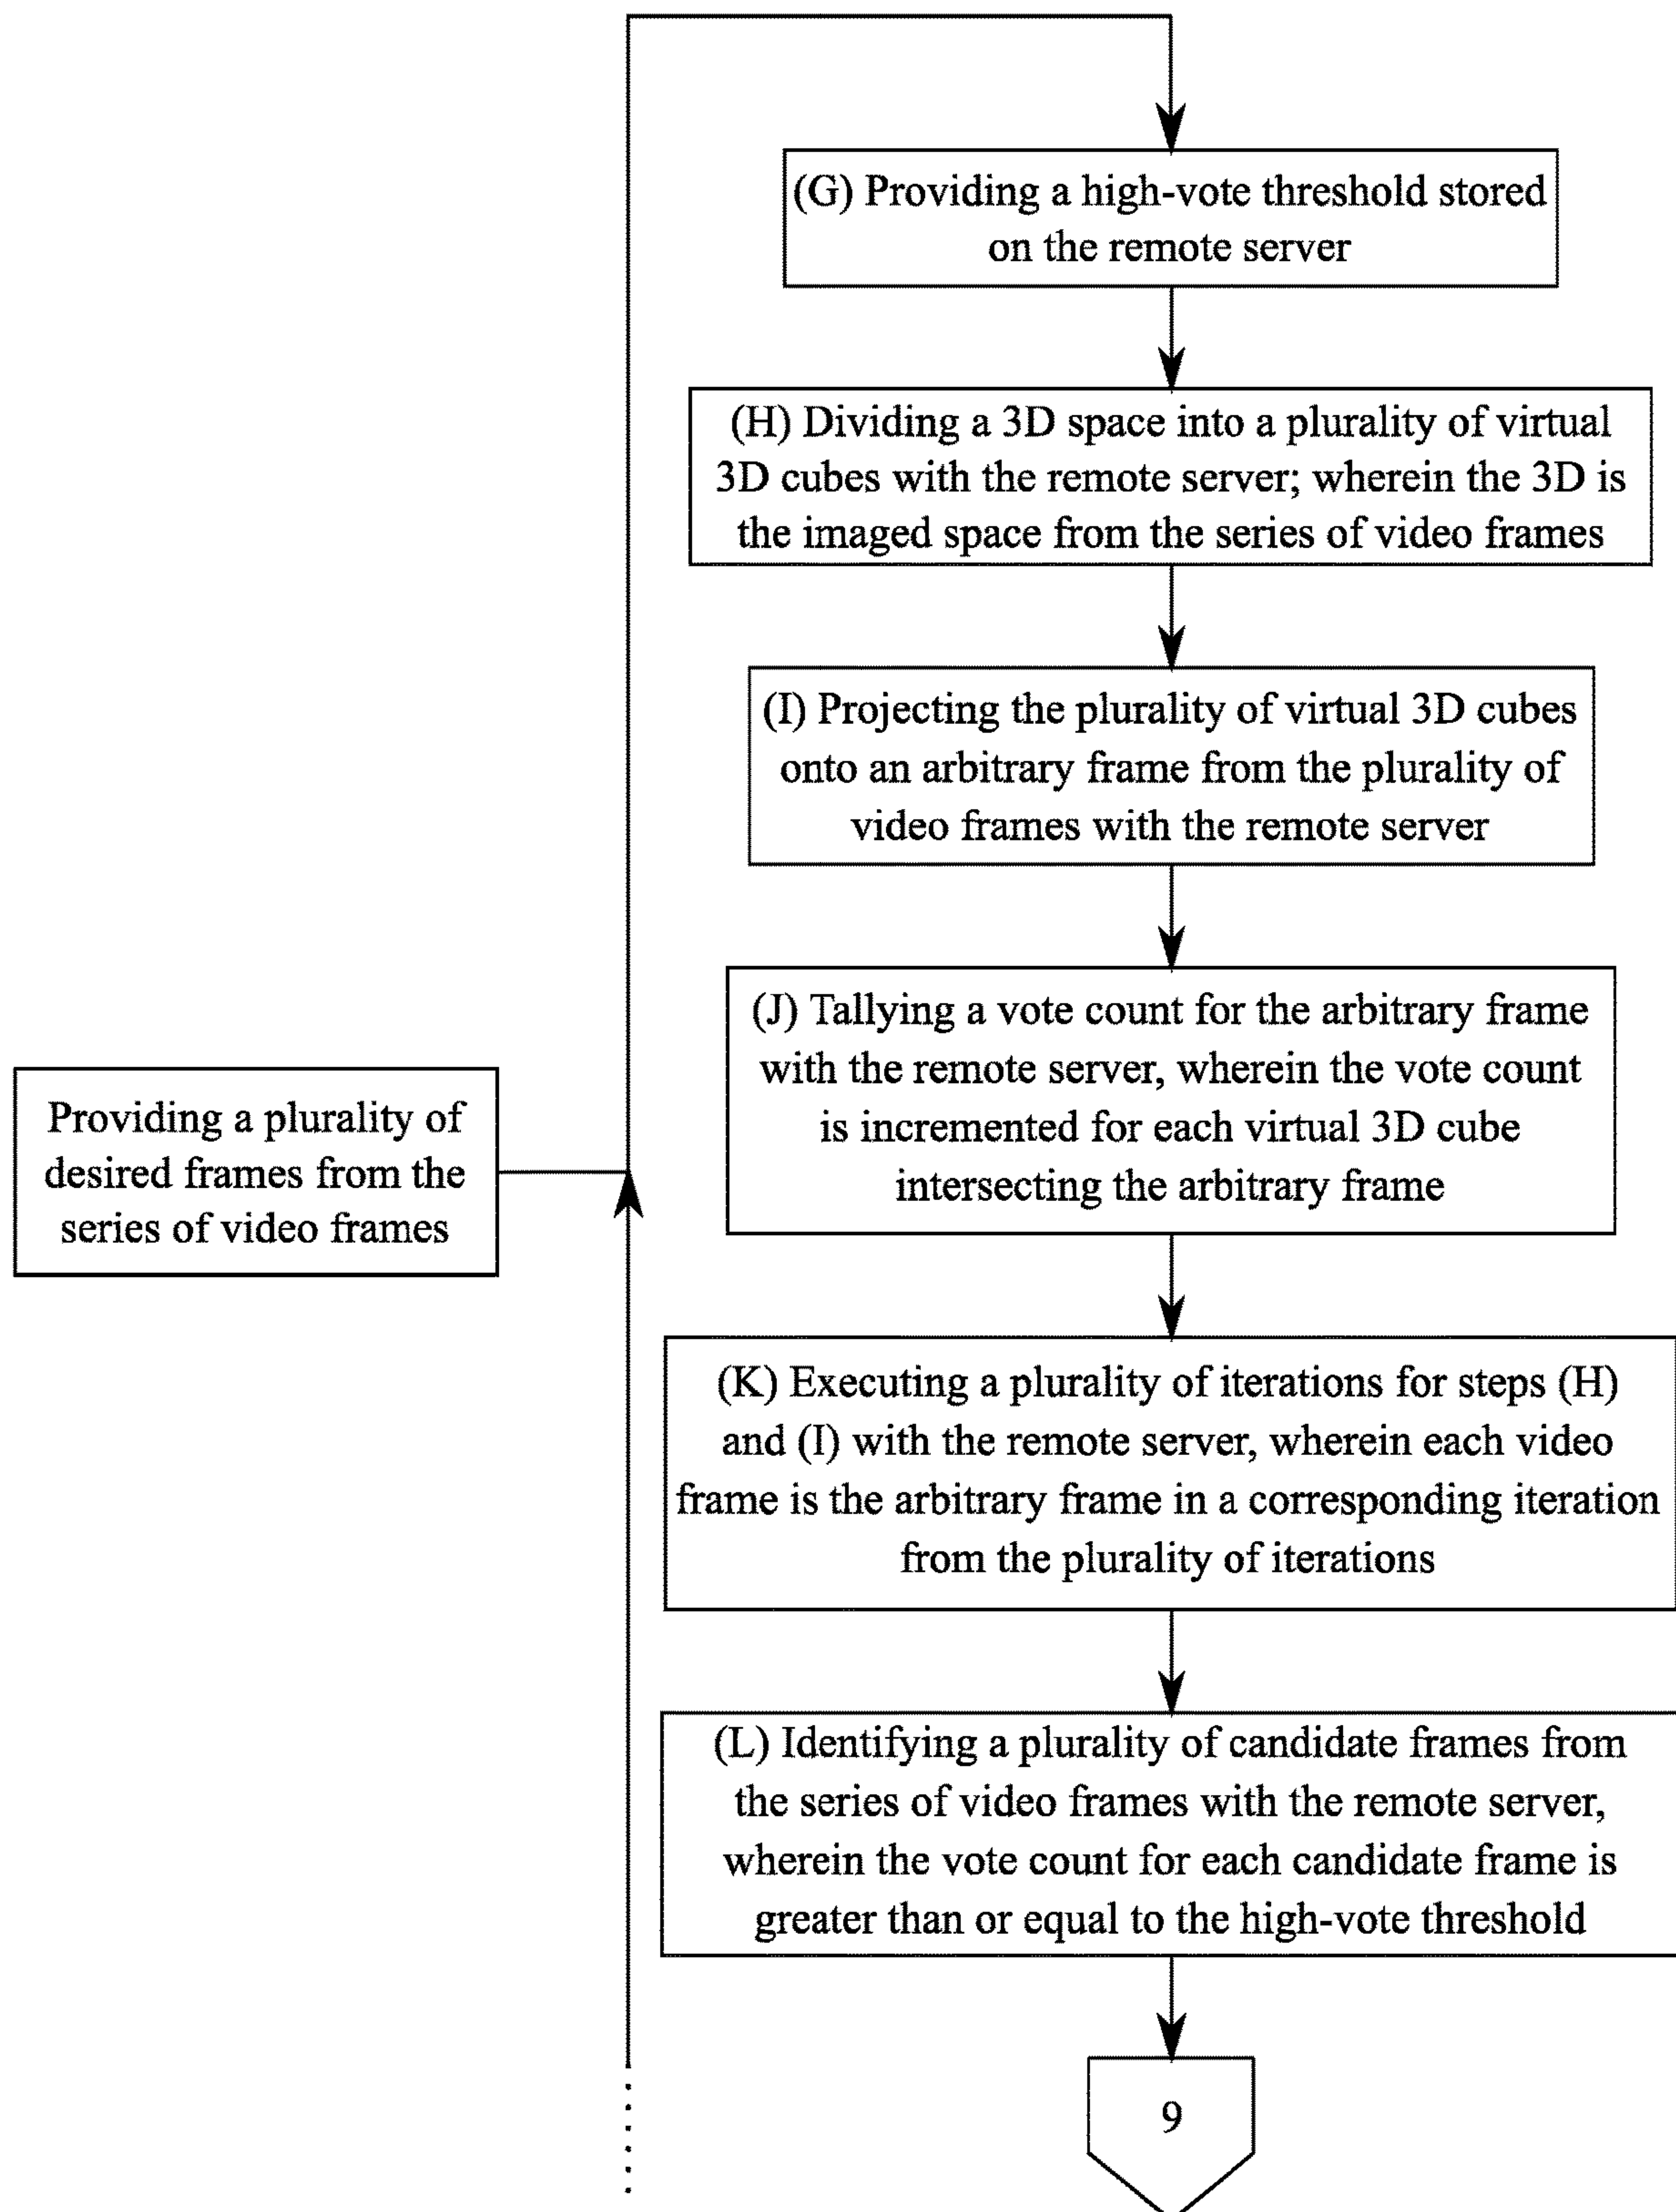 Providing a plurality of
desired frames from the
series of video frames
(G) Providing a high-vote threshold stored
on the remote server
(H) Dividing a 3D space into a plurality of virtual
3D cubes with the remote server; wherein the 3D is
the imaged space from the series of video frames
(I) Projecting the plurality of virtual 3D cubes
onto an arbitrary frame from the plurality of
video frames with the remote server
(J) Tallying a vote count for the arbitrary frame
with the remote server, wherein the vote count
is incremented for each virtual 3D cube
intersecting the arbitrary frame
(K) Executing a plurality of iterations for steps (H)
and (I) with the remote server, wherein each video
frame is the arbitrary frame in a corresponding iteration
from the plurality of iterations
(L) Identifying a plurality of candidate frames from
the series of video frames with the remote server,
wherein the vote count for each candidate frame is
greater than or equal to the high-vote threshold
9